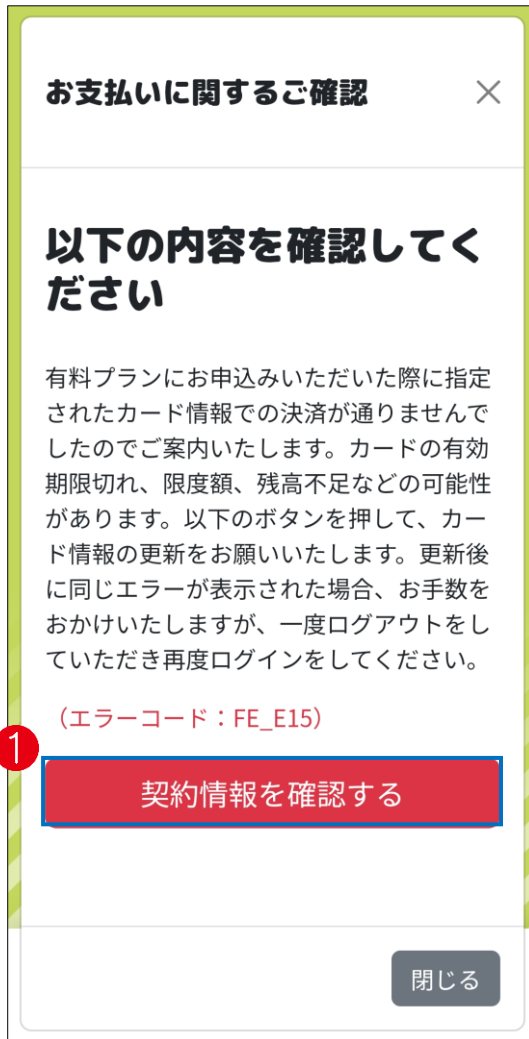 お支払いに関するご確認
以下の内容を確認してく
ださい
有料プランにお申込みいただいた際に指定
されたカード情報での決済が通りませんで
したのでご案内いたします。カードの有効
期限切れ、限度額、残高不足などの可能性
があります。以下のボタンを押して、カー
ド情報の更新をお願いいたします。更新後
に同じエラーが表示された場合、お手数を
おかけいたしますが、一度ログアウトをし
ていただき再度ログインをしてください。
（エラーコード：FE_E15）
1
契約情報を確認する
閉じる